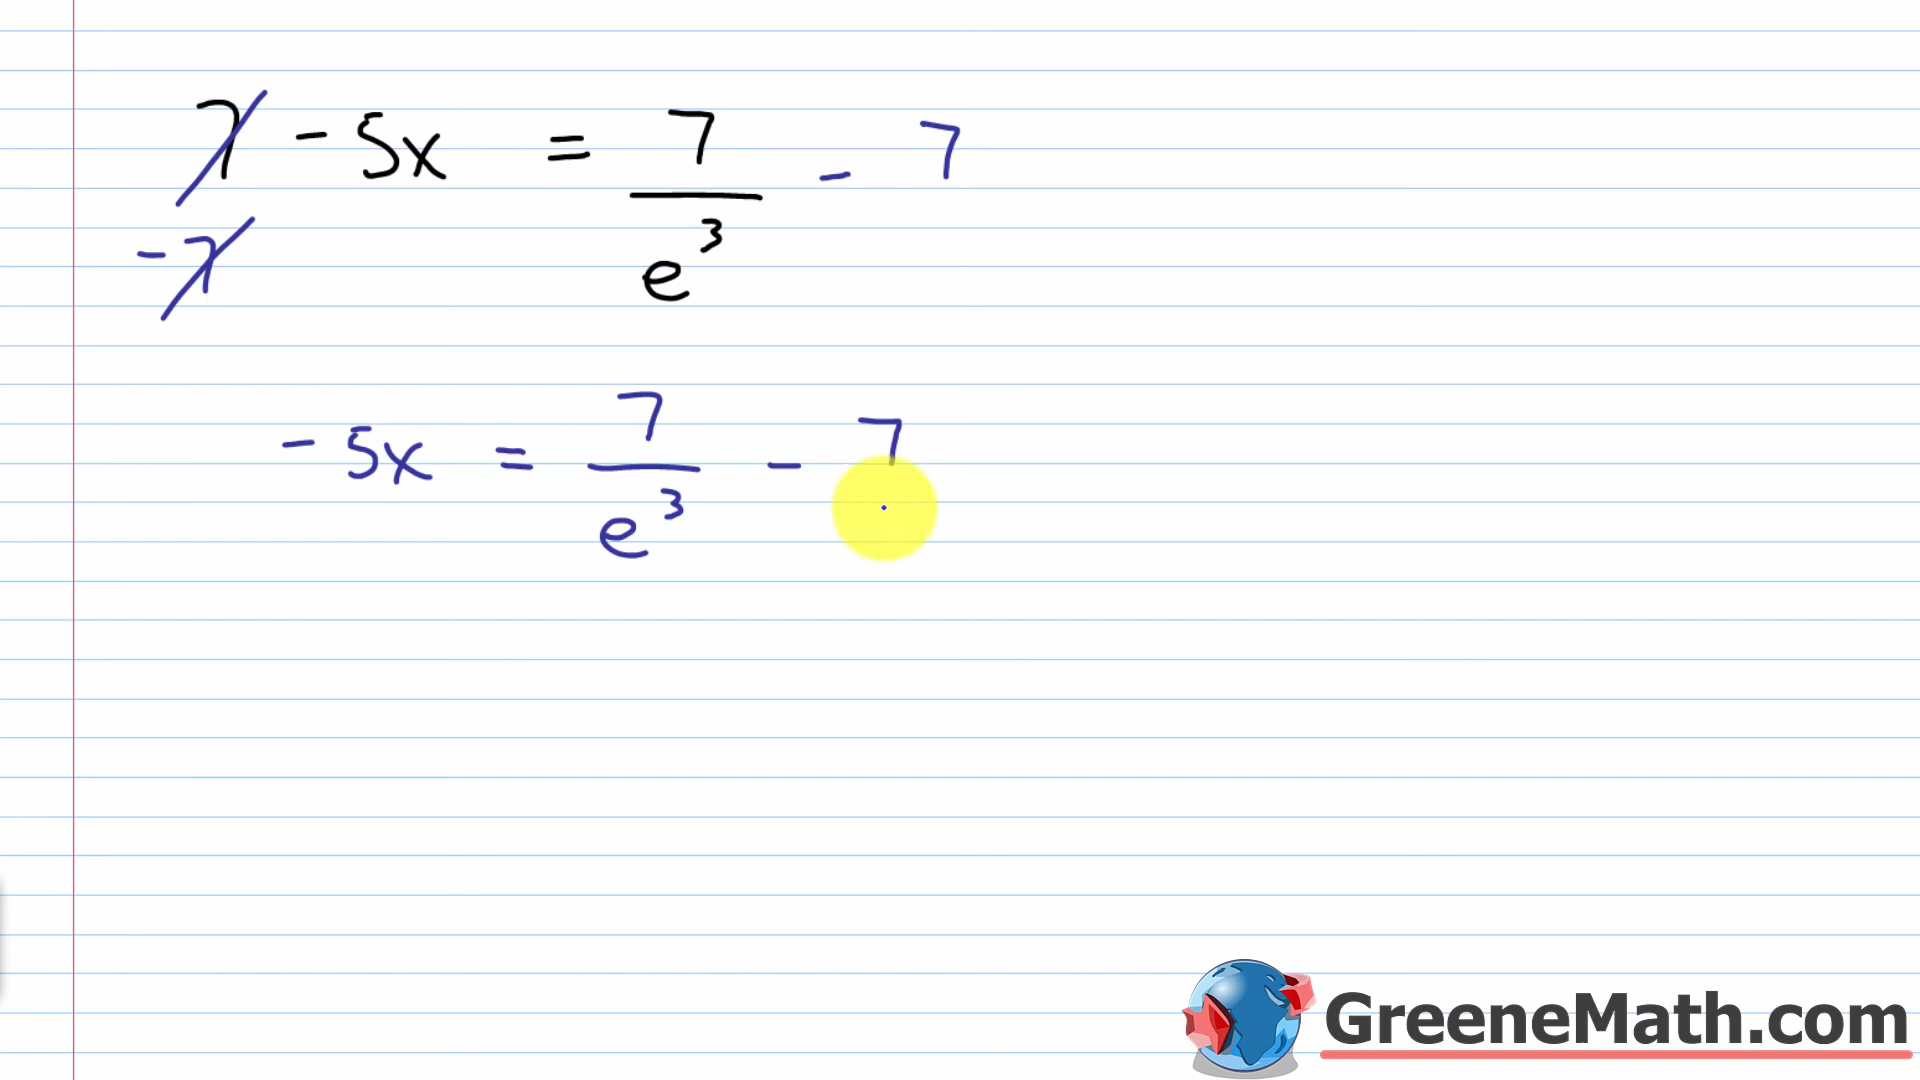 7 - 5x = 7/e³ - 7
-7
- 5x = 7/e³ - 7
GreeneMath.com